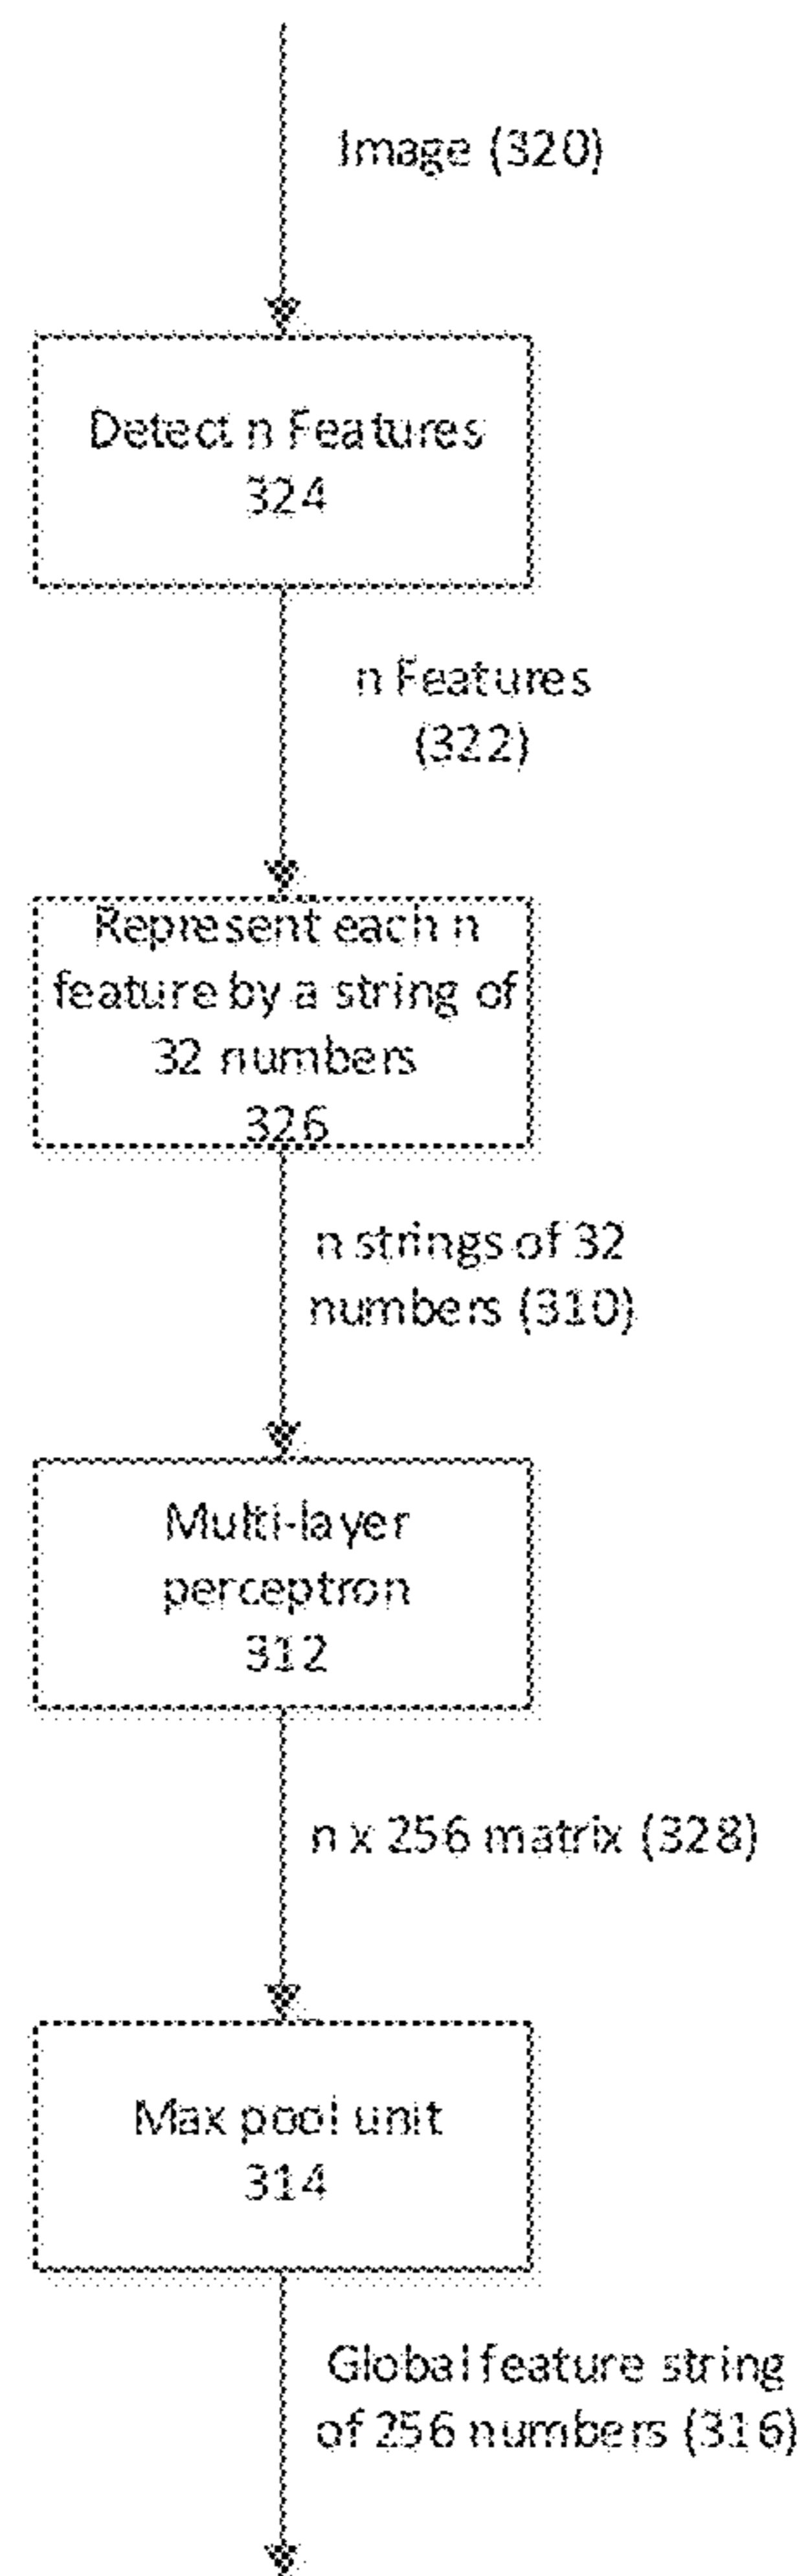 Image (320)
Detect n Features
324
n Features
(322)
Represent each n
feature by a string of
32 numbers
326
n strings of 32
numbers (310)
Multi-layer
perceptron
312
n x 256 matrix (328)
Max pool unit
314
Global feature string
of 256 numbers (316)